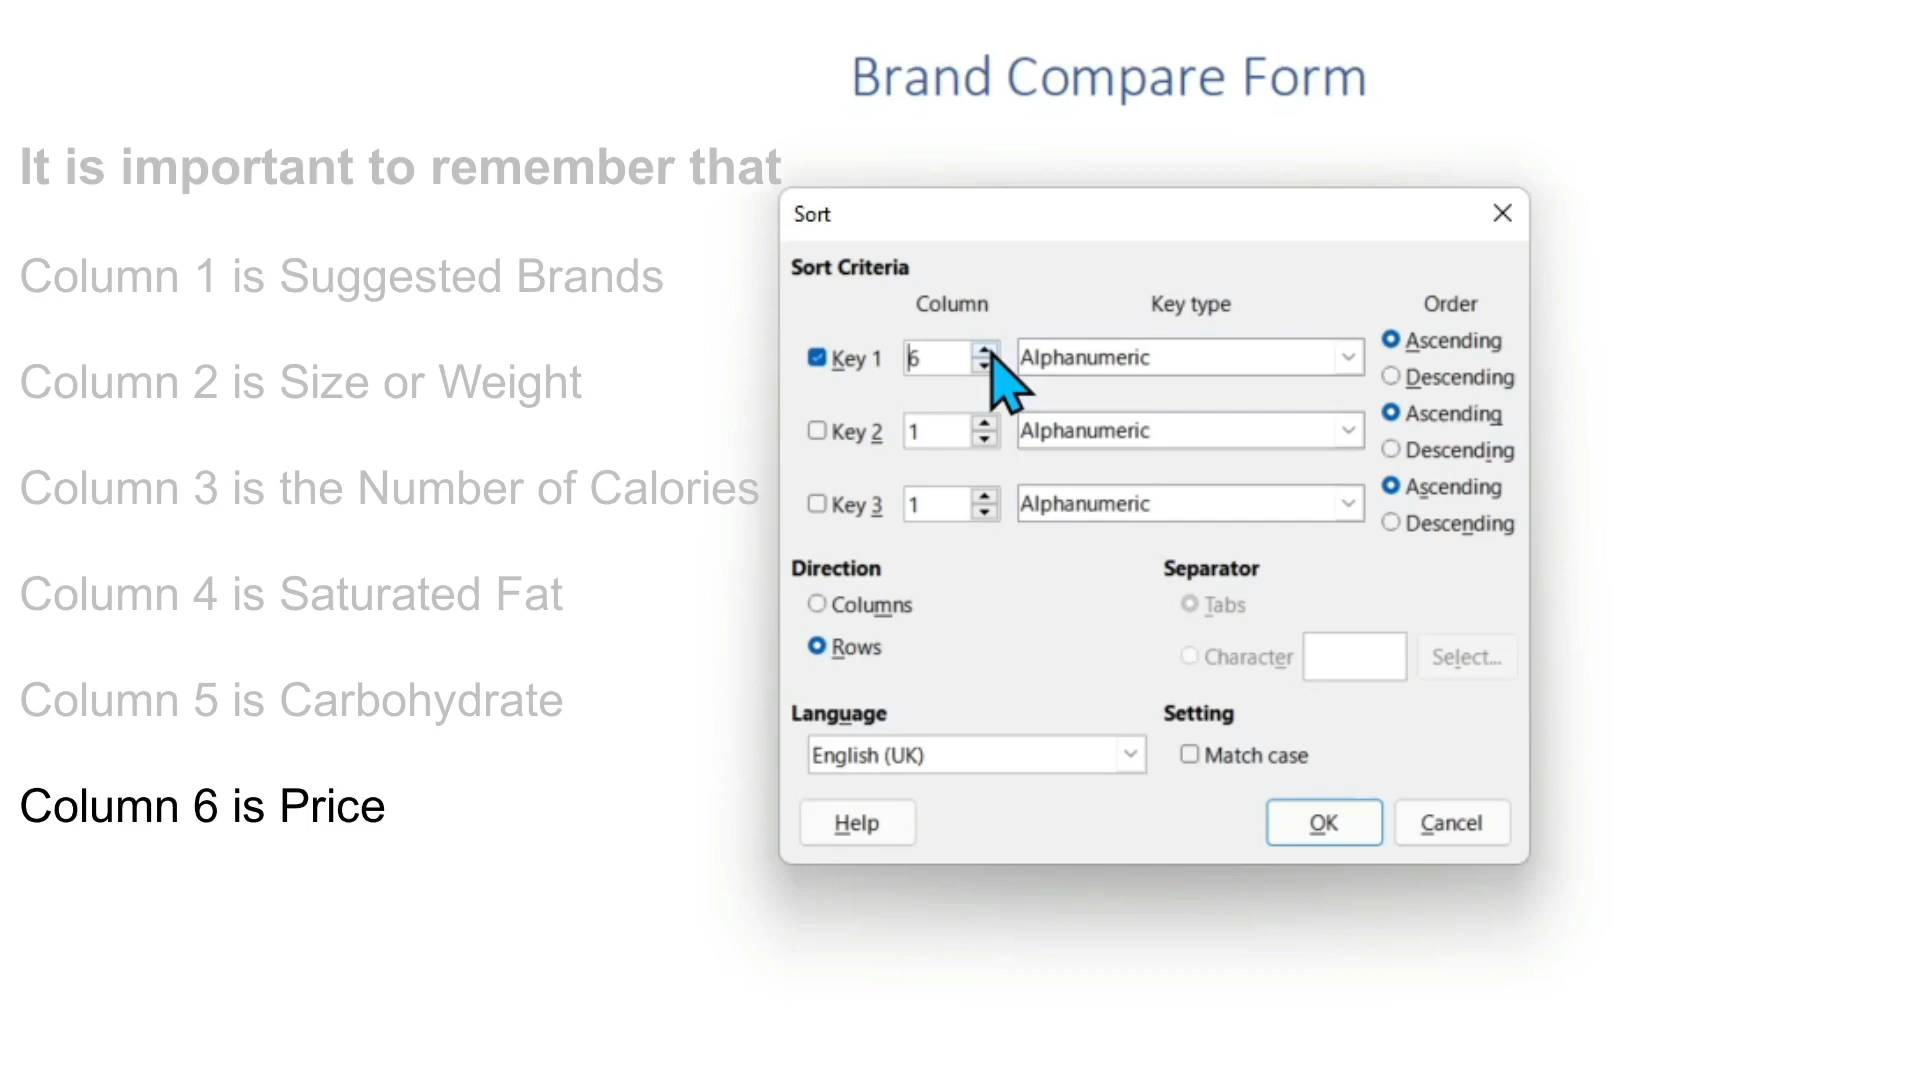 Brand Compare Form
It is important to remember that
Column 1 is Suggested Brands
Column 2 is Size or Weight
Column 3 is the Number of Calories
Column 4 is Saturated Fat
Column 5 is Carbohydrate
Column 6 is Price
Sort
Sort Criteria
Column Key type Order
Key 1 6 Alphanumeric Ascending
Descending
Key 2 1 Alphanumeric Ascending
Descending
Key 3 1 Alphanumeric Ascending
Descending
Direction Separator
Columns Tabs
Rows Character Select...
Language Setting
English (UK) Match case
Help OK Cancel